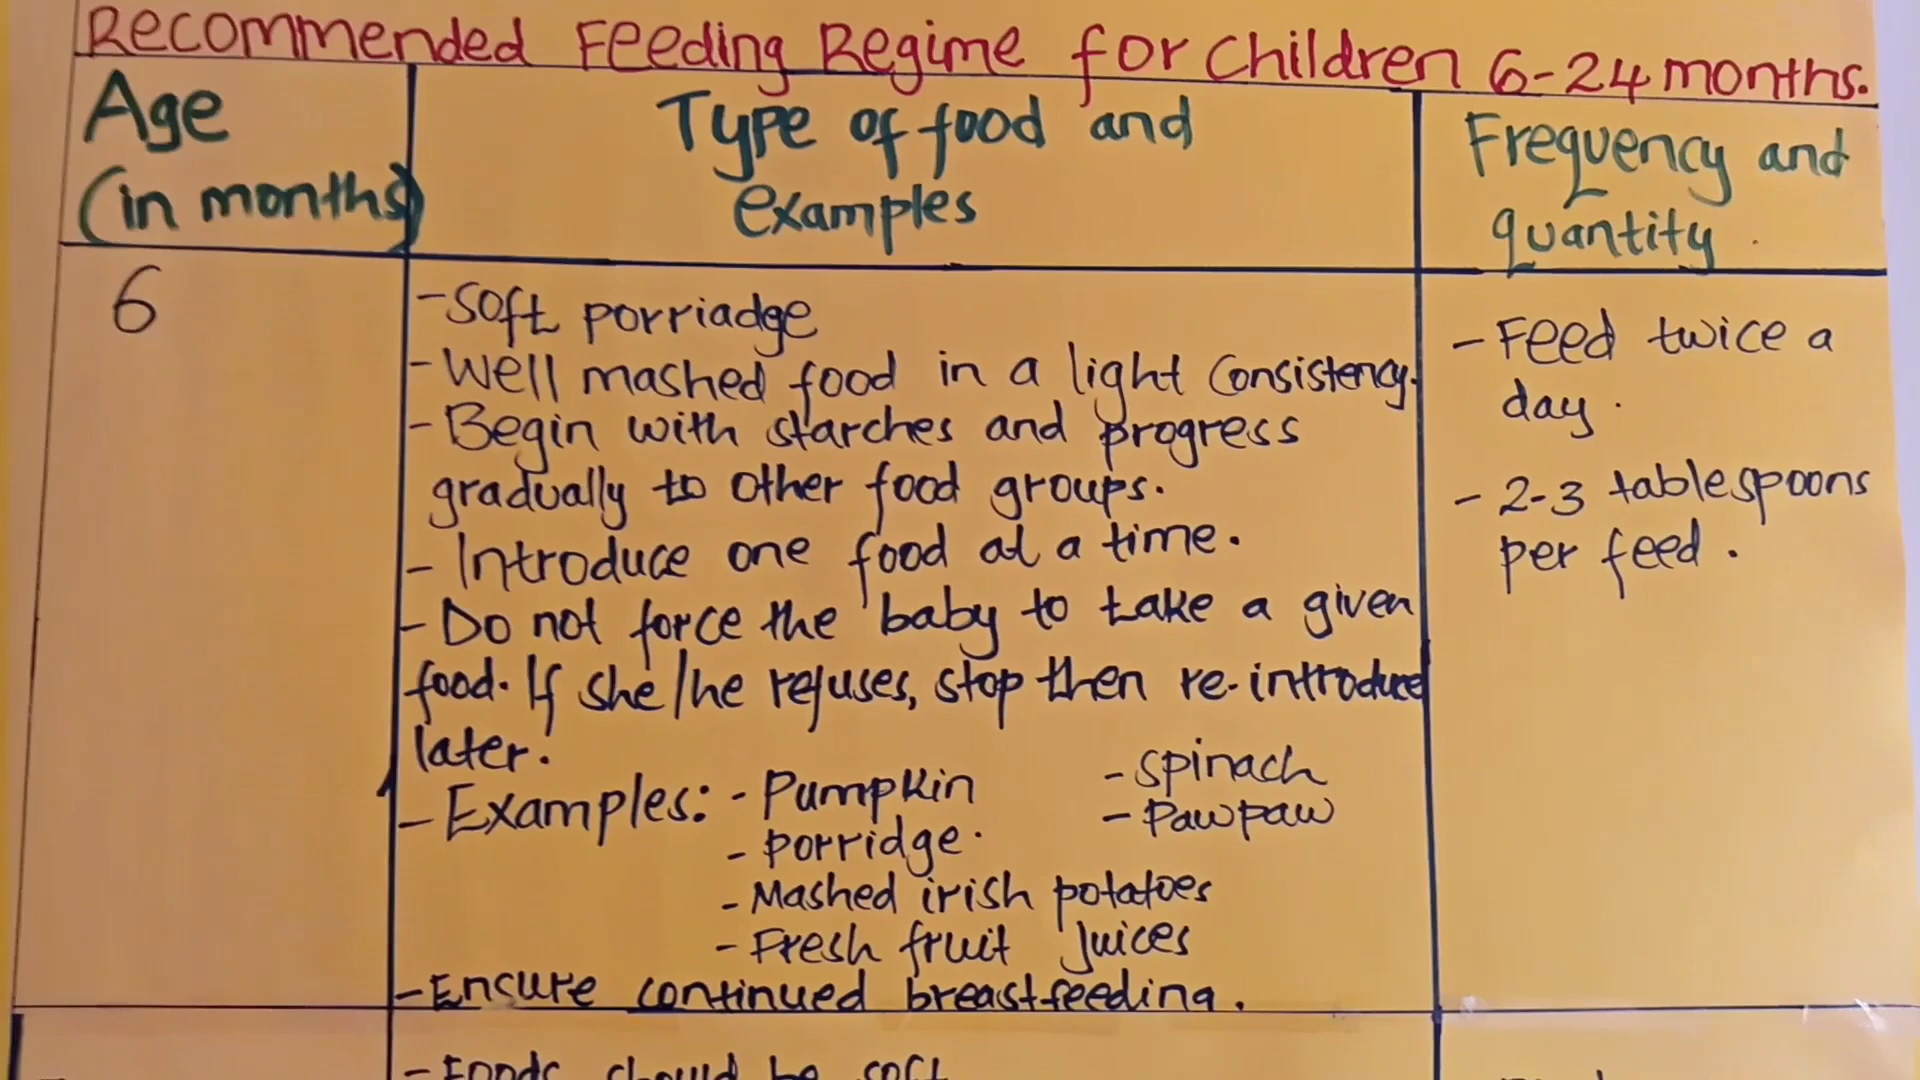 Recommended Feeding Regime for Children 6-24 months.
Age
(in months)
Type of food and
examples
Frequency and
quantity.
6
- Soft porriadge
- Well mashed food in a light consistency.
- Begin with starches and progress
gradually to other food groups.
- Introduce one food at a time.
- Do not force the baby to take a given
food. If she/he refuses, stop then re-introduce
later.
- Examples: - Pumpkin
- porridge.
- Mashed irish potatoes
- Fresh fruit juices
- spinach
- Pawpaw
- Ensure continued breastfeeding.
- Feed twice a
day.
- 2-3 tablespoons
per feed.
- Foods should be soft